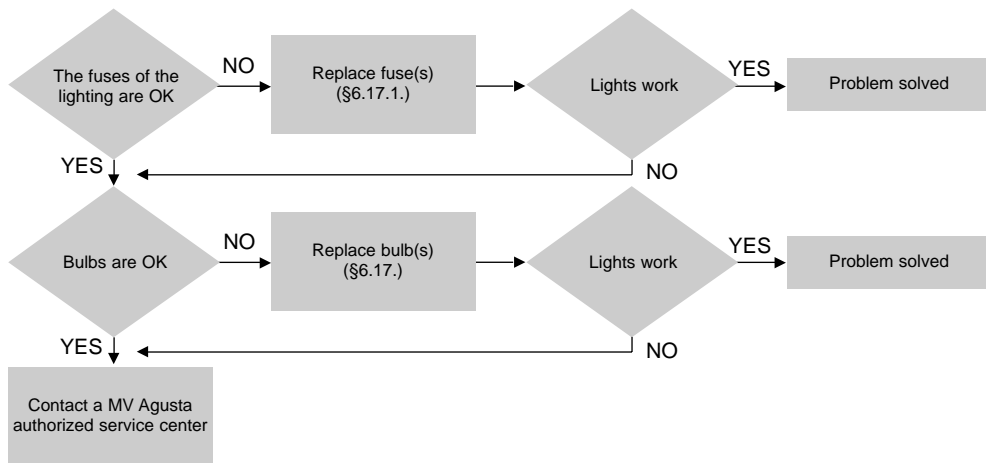 The fuses of the
lighting are OK
NO
Replace fuse(s)
(§6.17.1.)
Lights work
YES
Problem solved
YES
NO
Bulbs are OK
NO
Replace bulb(s)
(§6.17.)
Lights work
YES
Problem solved
YES
NO
Contact a MV Agusta
authorized service center